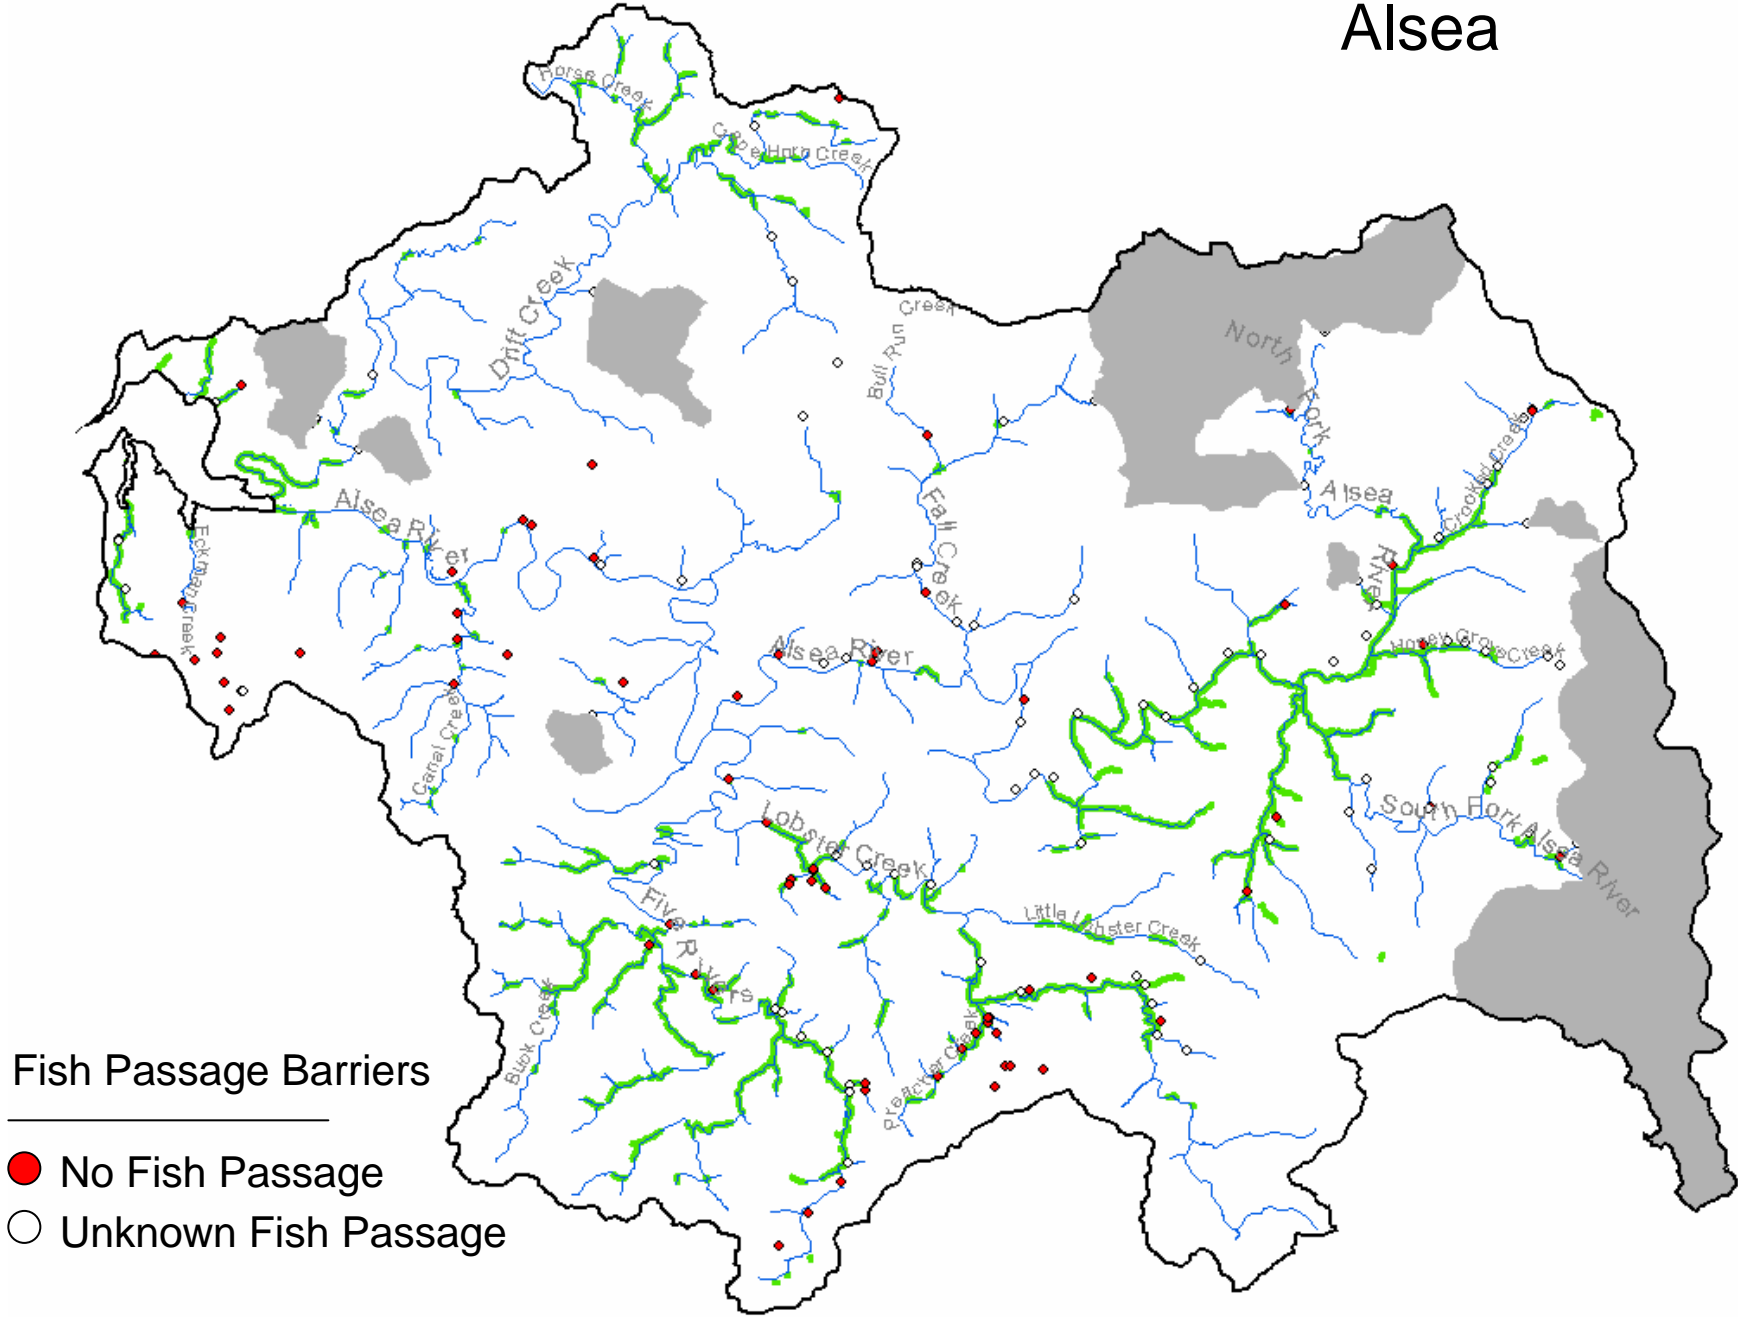 Alsea
Horse Creek
Cape Horn Creek
Drift Creek
Bull Run
Creek
North
Fork
Alsea
River
Crooked Creek
Alsea River
Eckman Creek
Fall Creek
Alsea River
Honey Grove Creek
Canal Creek
South Fork Alsea River
Lobster Creek
Five Rivers
Little Lobster Creek
Buck Creek
Preacher Creek
Fish Passage Barriers
No Fish Passage
Unknown Fish Passage